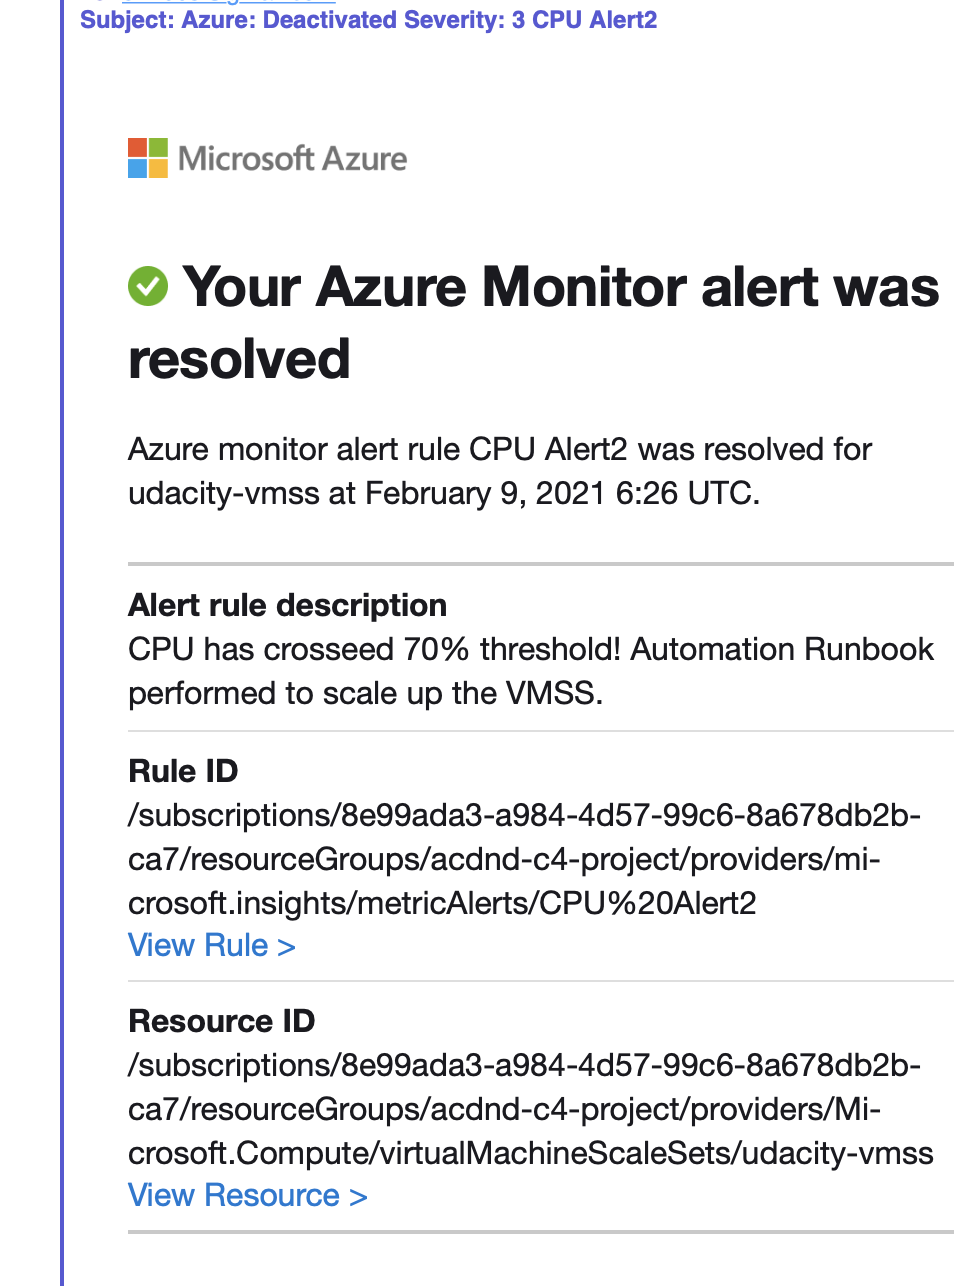 Subject: Azure: Deactivated Severity: 3 CPU Alert2
Microsoft Azure
Your Azure Monitor alert was
resolved
Azure monitor alert rule CPU Alert2 was resolved for
udacity-vmss at February 9, 2021 6:26 UTC.
Alert rule description
CPU has crosseed 70% threshold! Automation Runbook
performed to scale up the VMSS.
Rule ID
/subscriptions/8e99ada3-a984-4d57-99c6-8a678db2b-
ca7/resourceGroups/acdnd-c4-project/providers/mi-
crosoft.insights/metricAlerts/CPU%20Alert2
View Rule >
Resource ID
/subscriptions/8e99ada3-a984-4d57-99c6-8a678db2b-
ca7/resourceGroups/acdnd-c4-project/providers/Mi-
crosoft.Compute/virtualMachineScaleSets/udacity-vmss
View Resource >